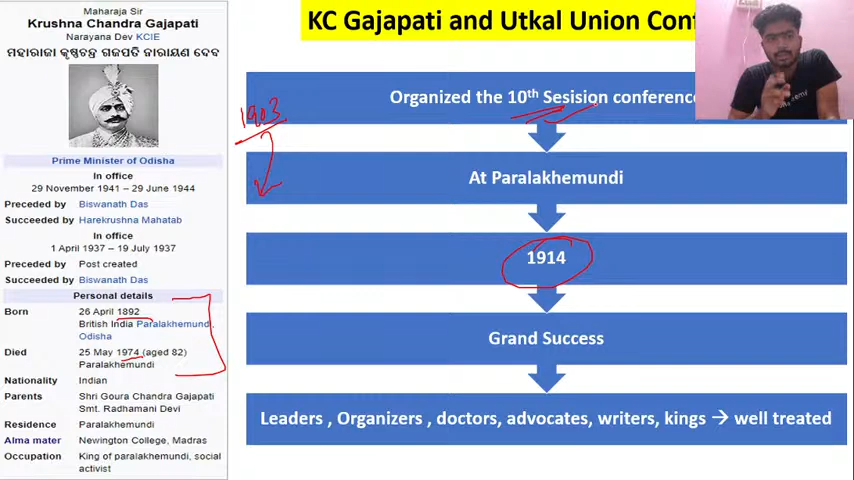 Maharaja Sir
Krushna Chandra Gajapati
Narayana Dev KCIE
ମହାରାଜା କୃଷ୍ଣଚନ୍ଦ୍ର ଗଜପତି ନାରାୟଣ ଦେବ
Prime Minister of Odisha
In office
29 November 1941 – 29 June 1944
Preceded by Biswanath Das
Succeeded by Harekrushna Mahatab
In office
1 April 1937 – 19 July 1937
Preceded by Post created
Succeeded by Biswanath Das
Personal details
Born 26 April 1892
British India Paralakhemund,
Odisha
Died 25 May 1974 (aged 82)
Paralakhemundi
Nationality Indian
Parents Shri Goura Chandra Gajapati
Smt. Radhamani Devi
Residence Paralakhemundi
Alma mater Newington College, Madras
Occupation King of paralakhemundi, social
activist
KC Gajapati and Utkal Union Conf
1903
Organized the 10th Sesision conferenc
At Paralakhemundi
1914
Grand Success
Leaders , Organizers , doctors, advocates, writers, kings → well treated